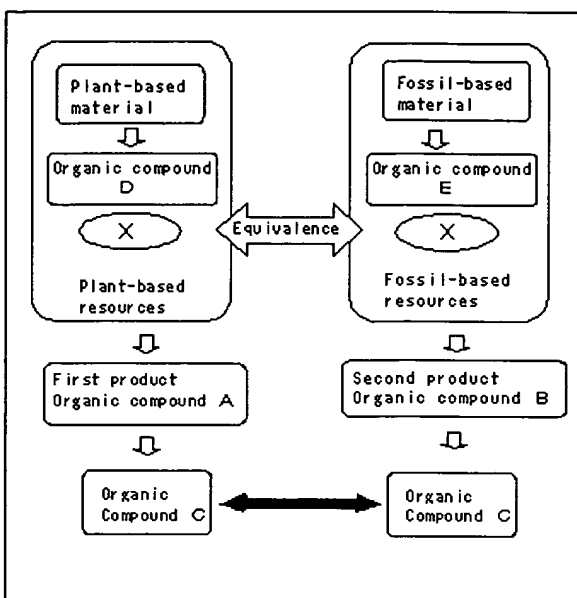 Plant-based
material
Organic compound
D
X
Plant-based
resources
First product
Organic compound A
Organic
Compound C
Equivalence
Fossil-based
material
Organic compound
E
X
Fossil-based
resources
Second product
Organic compound B
Organic
Compound C